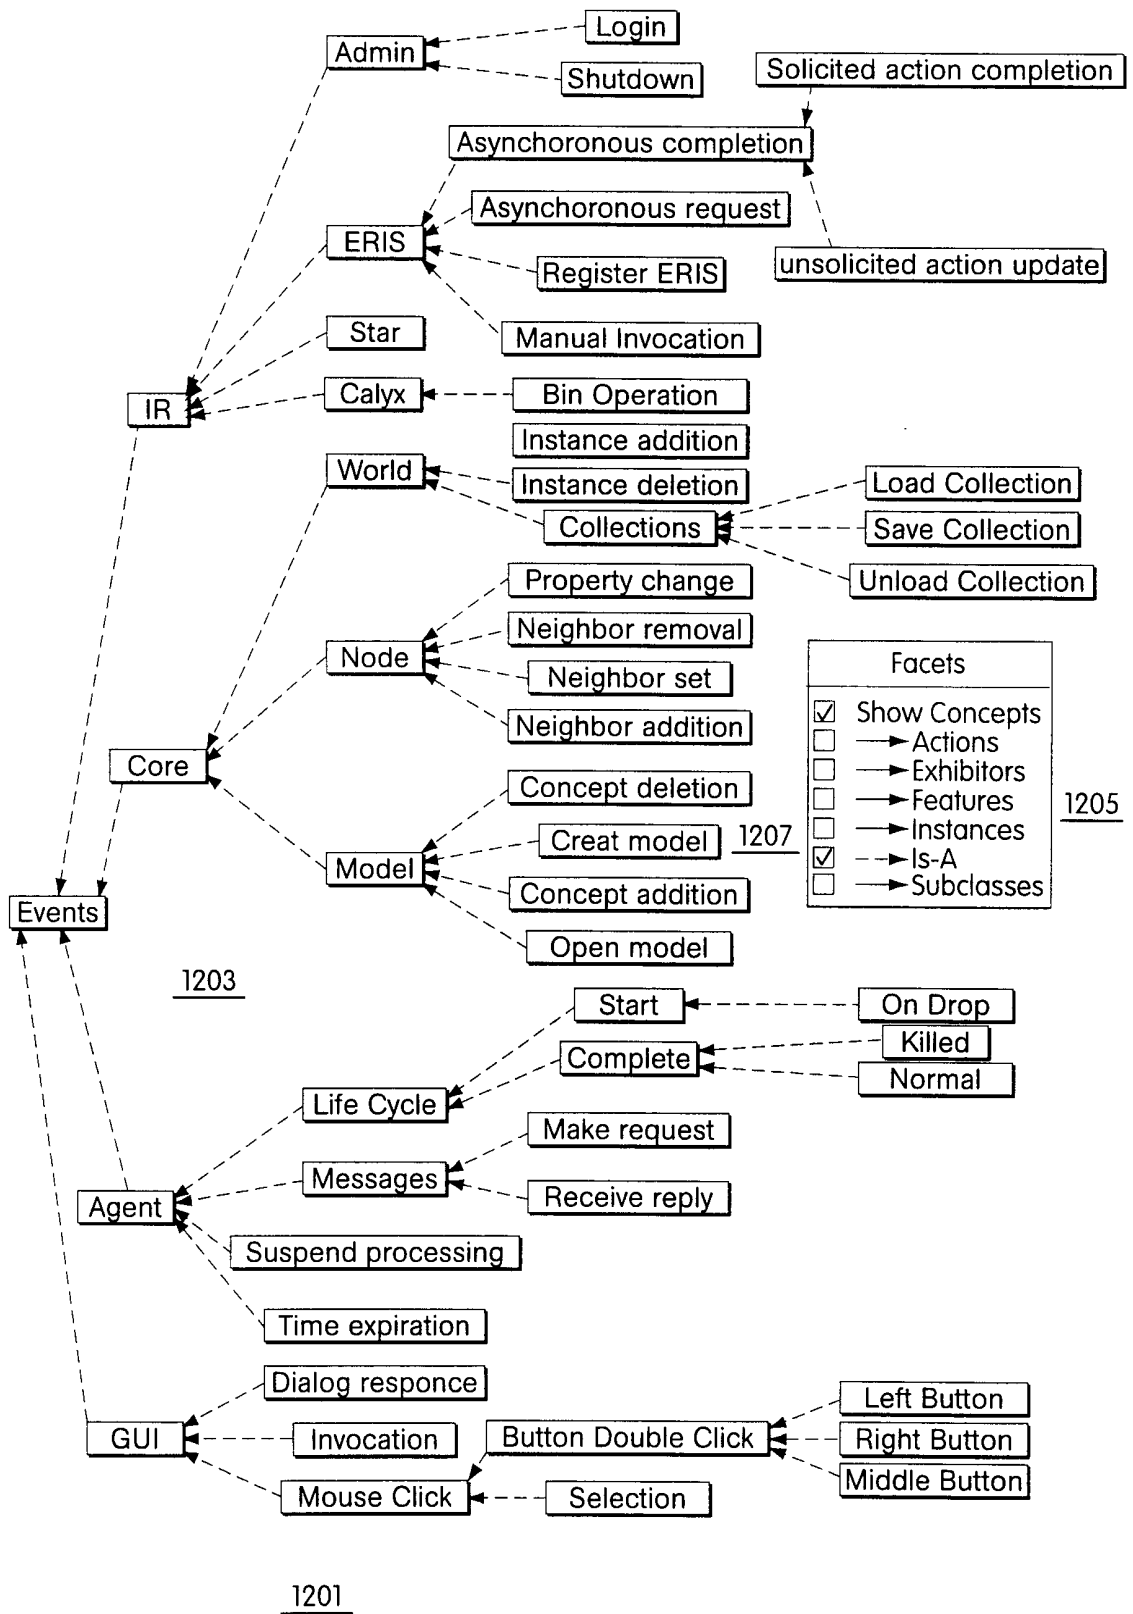 Login
Admin
Shutdown
Solicited action completion
Asynchoronous completion
Asynchoronous request
ERIS
unsolicited action update
Register ERIS
Star
Manual Invocation
IR
Calyx
Bin Operation
Instance addition
World
Instance deletion
Load Collection
Collections
Save Collection
Property change
Unload Collection
Neighbor removal
Node
Neighbor set
Neighbor addition
Facets
Show Concepts
Actions
Exhibitors
Features
Instances
Is-A
Subclasses
1205
Core
Concept deletion
Creat model
1207
Model
Concept addition
Events
Open model
1203
Start
On Drop
Complete
Killed
Normal
Life Cycle
Make request
Messages
Receive reply
Agent
Suspend processing
Time expiration
Dialog responce
Left Button
GUI
Invocation
Button Double Click
Right Button
Middle Button
Mouse Click
Selection
1201